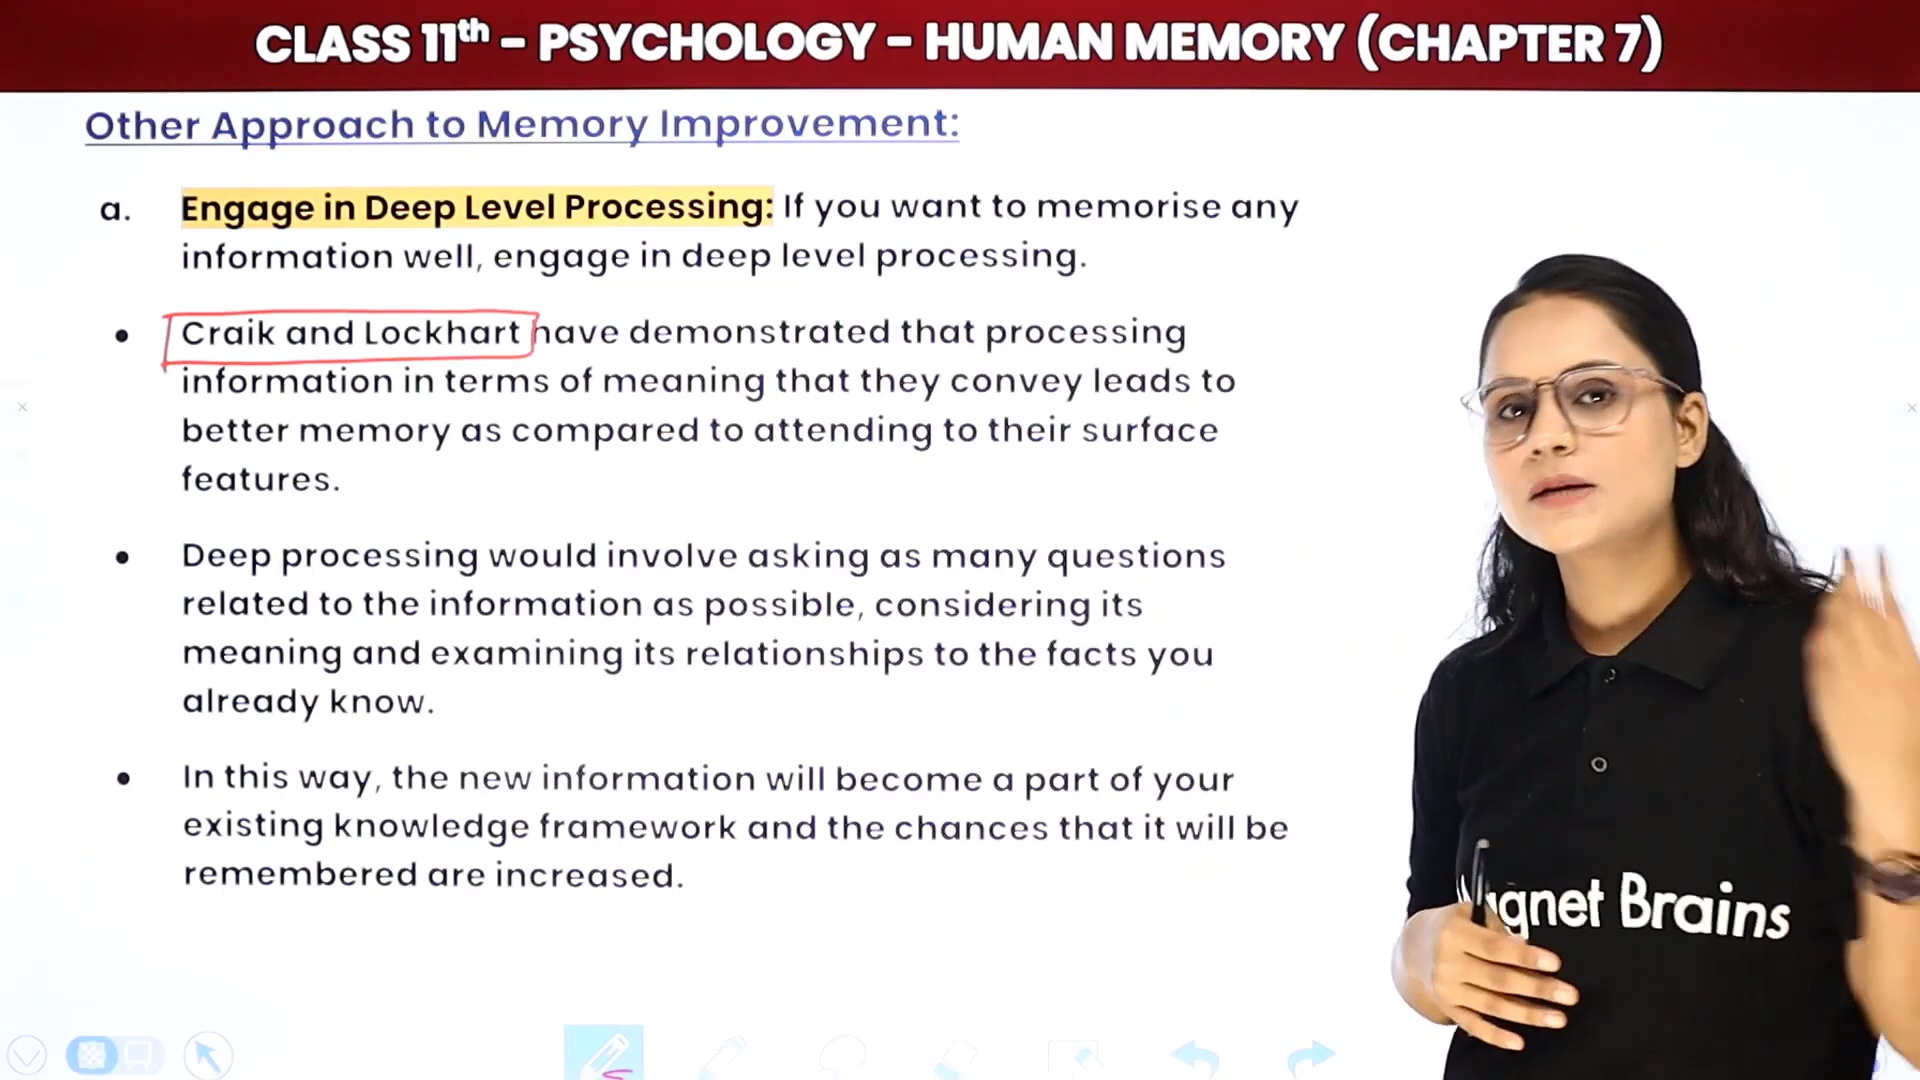 CLASS 11th - PSYCHOLOGY - HUMAN MEMORY (CHAPTER 7)
Other Approach to Memory Improvement:
a. Engage in Deep Level Processing: If you want to memorise any
information well, engage in deep level processing.
• Craik and Lockhart have demonstrated that processing
information in terms of meaning that they convey leads to
better memory as compared to attending to their surface
features.
• Deep processing would involve asking as many questions
related to the information as possible, considering its
meaning and examining its relationships to the facts you
already know.
• In this way, the new information will become a part of your
existing knowledge framework and the chances that it will be
remembered are increased.
gnet Brains